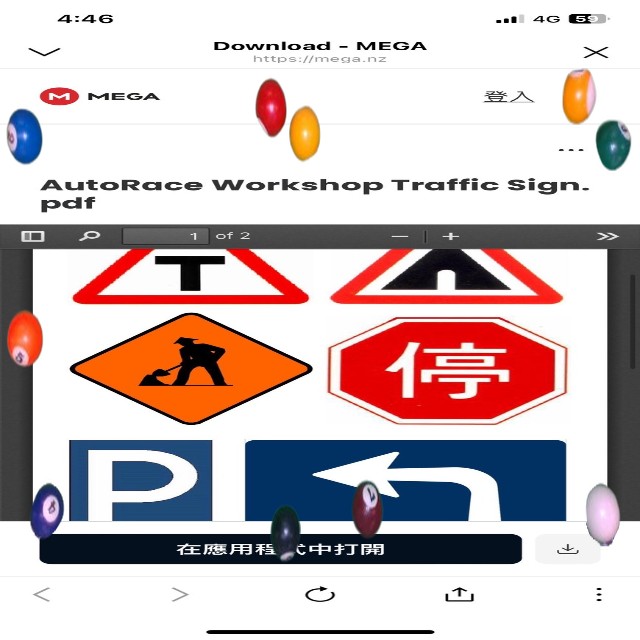 4:46
4G 59
Download - MEGA
https://mega.nz
M MEGA
登入
AutoRace Workshop Traffic Sign.
pdf
1 of 2
停
P
在應用程式中打開